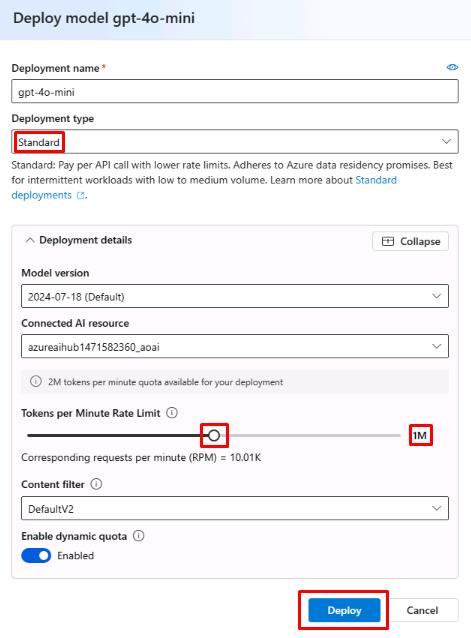 Deploy model gpt-4o-mini
Deployment name*
gpt-4o-mini
Deployment type
Standard
Standard: Pay per API call with lower rate limits. Adheres to Azure data residency promises. Best
for intermittent workloads with low to medium volume. Learn more about Standard
deployments.
Deployment details
Collapse
Model version
2024-07-18 (Default)
Connected AI resource
azureaihub1471582360_aoai
2M tokens per minute quota available for your deployment
Tokens per Minute Rate Limit
1M
Corresponding requests per minute (RPM) = 10.01K
Content filter
DefaultV2
Enable dynamic quota
Enabled
Deploy
Cancel